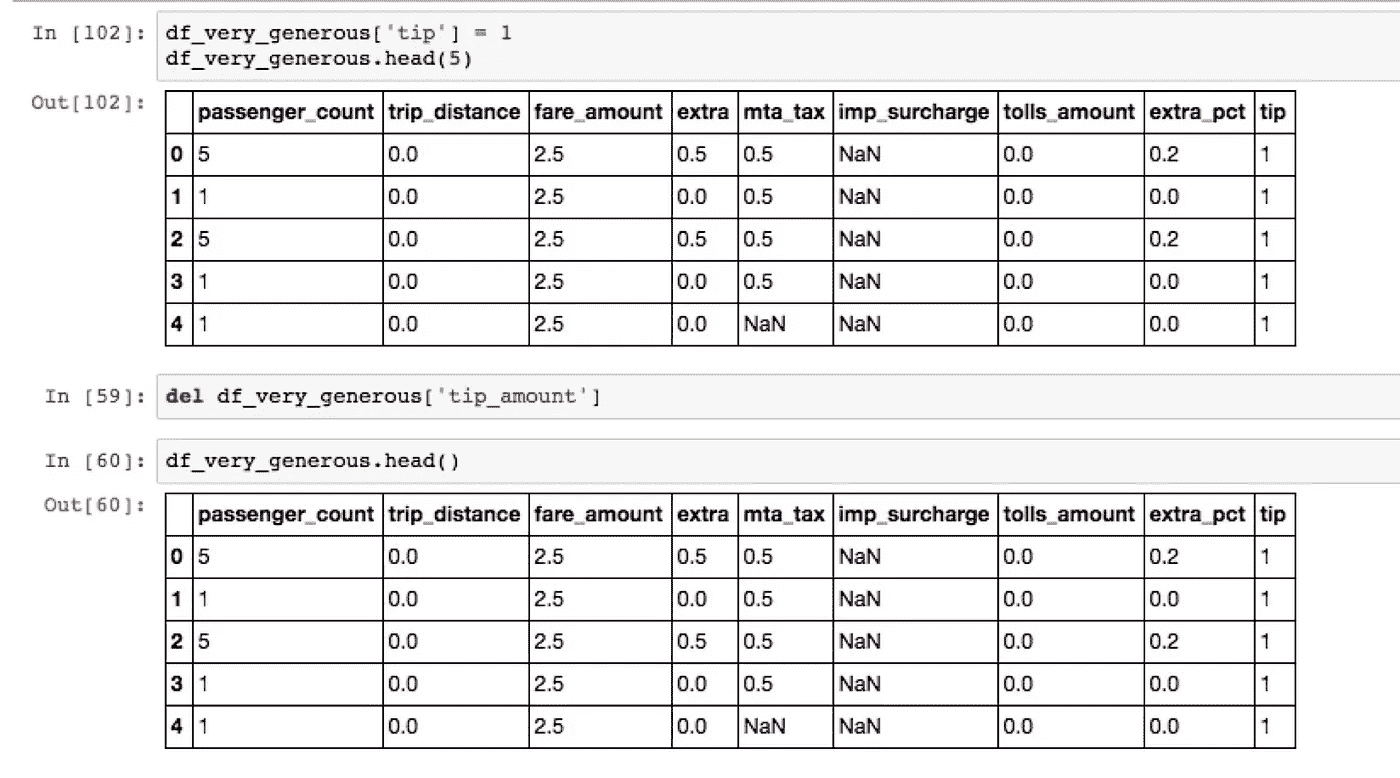 In [102]: df_very_generous['tip'] = 1
df_very_generous.head(5)
Out[102]: passenger_count trip_distance fare_amount extra mta_tax imp_surcharge tolls_amount extra_pct tip
0 5 0.0 2.5 0.5 0.5 NaN 0.0 0.2 1
1 1 0.0 2.5 0.0 0.5 NaN 0.0 0.0 1
2 5 0.0 2.5 0.5 0.5 NaN 0.0 0.2 1
3 1 0.0 2.5 0.0 0.5 NaN 0.0 0.0 1
4 1 0.0 2.5 0.0 NaN NaN 0.0 0.0 1
In [59]: del df_very_generous['tip_amount']
In [60]: df_very_generous.head()
Out[60]: passenger_count trip_distance fare_amount extra mta_tax imp_surcharge tolls_amount extra_pct tip
0 5 0.0 2.5 0.5 0.5 NaN 0.0 0.2 1
1 1 0.0 2.5 0.0 0.5 NaN 0.0 0.0 1
2 5 0.0 2.5 0.5 0.5 NaN 0.0 0.2 1
3 1 0.0 2.5 0.0 0.5 NaN 0.0 0.0 1
4 1 0.0 2.5 0.0 NaN NaN 0.0 0.0 1